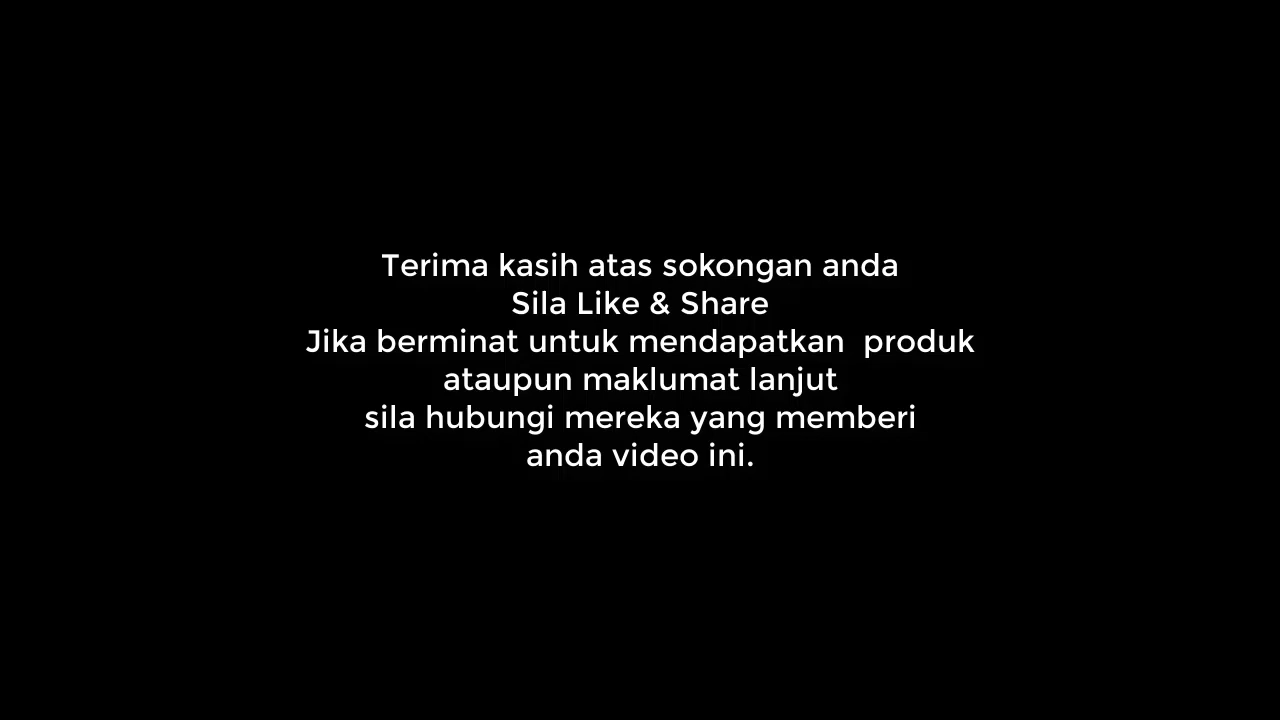 Terima kasih atas sokongan anda
Sila Like & Share
Jika berminat untuk mendapatkan  produk
ataupun maklumat lanjut
sila hubungi mereka yang memberi
anda video ini.